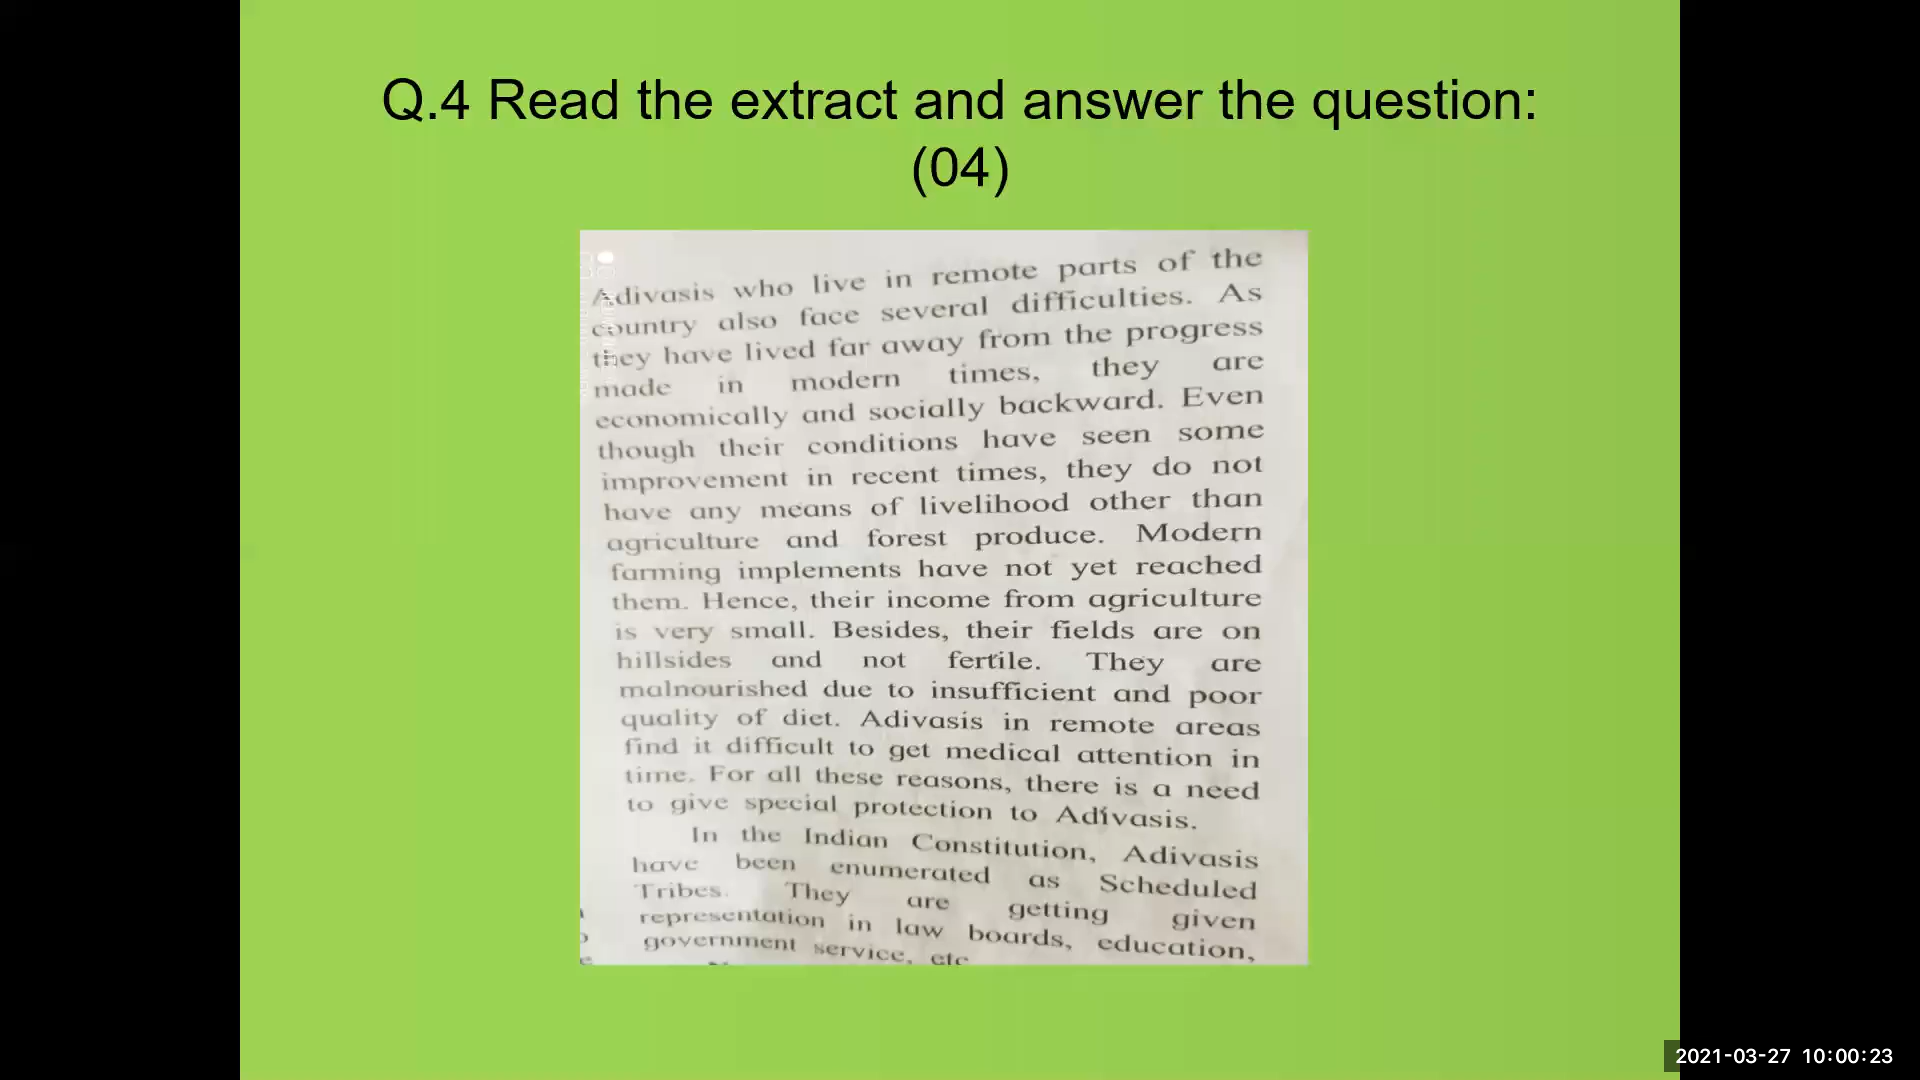 Q.4 Read the extract and answer the question:
(04)
Adivasis who live in remote parts of the
country also face several difficulties. As
they have lived far away from the progress
made in modern times, they are
economically and socially backward. Even
though their conditions have seen some
improvement in recent times, they do not
have any means of livelihood other than
agriculture and forest produce. Modern
farming implements have not yet reached
them. Hence, their income from agriculture
is very small. Besides, their fields are on
hillsides and not fertile. They are
malnourished due to insufficient and poor
quality of diet. Adivasis in remote areas
find it difficult to get medical attention in
time. For all these reasons, there is a need
to give special protection to Adivasis.
In the Indian Constitution, Adivasis
have been enumerated as Scheduled
Tribes. They are getting given
representation in law boards, education,
government service, etc
2021-03-27 10:00:23